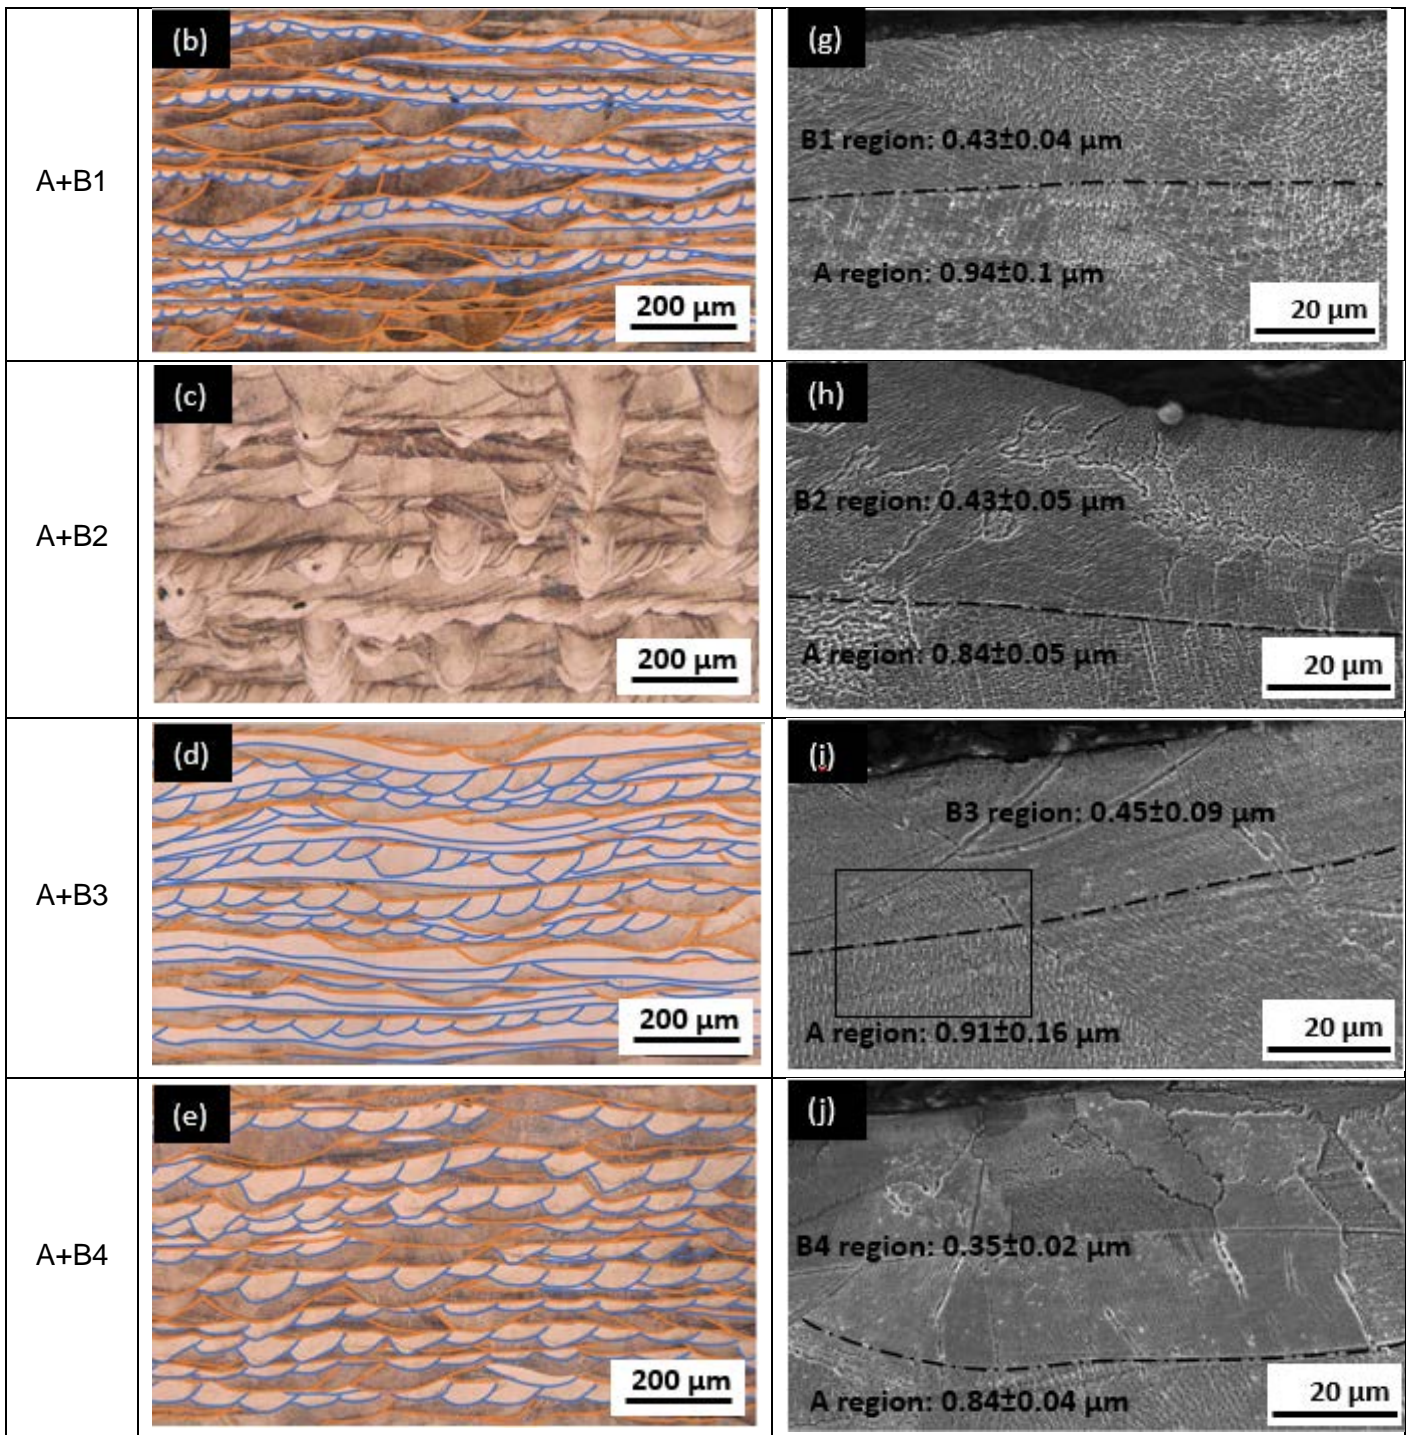 A+B1
(b)
200 µm
(g)
B1 region: 0.43±0.04 µm
A region: 0.94±0.1 µm
20 µm
A+B2
(c)
200 µm
(h)
B2 region: 0.43±0.05 µm
A region: 0.84±0.05 µm
20 µm
A+B3
(d)
200 µm
(i)
B3 region: 0.45±0.09 µm
A region: 0.91±0.16 µm
20 µm
A+B4
(e)
200 µm
(j)
B4 region: 0.35±0.02 µm
A region: 0.84±0.04 µm
20 µm